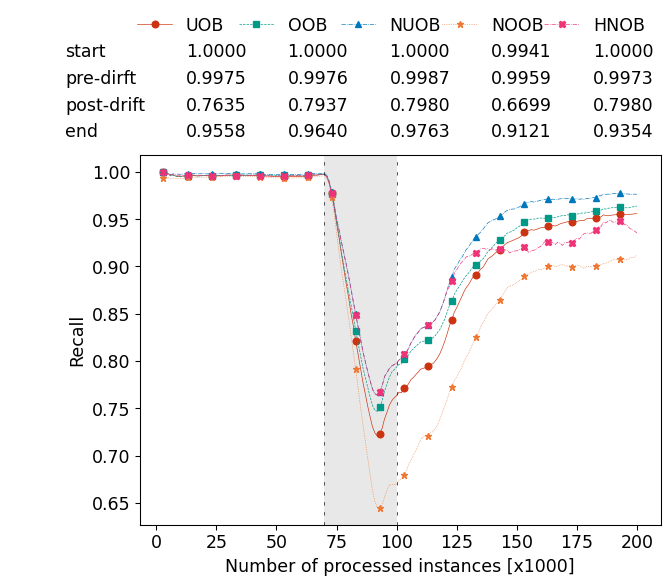 UOB OOB NUOB NOOB HNOB
start 1.0000 1.0000 1.0000 0.9941 1.0000
pre-dirft 0.9975 0.9976 0.9987 0.9959 0.9973
post-drift 0.7635 0.7937 0.7980 0.6699 0.7980
end 0.9558 0.9640 0.9763 0.9121 0.9354
1.00
0.95
0.90
0.85
0.80
0.75
0.70
0.65
Recall
0 25 50 75 100 125 150 175 200
Number of processed instances [x1000]